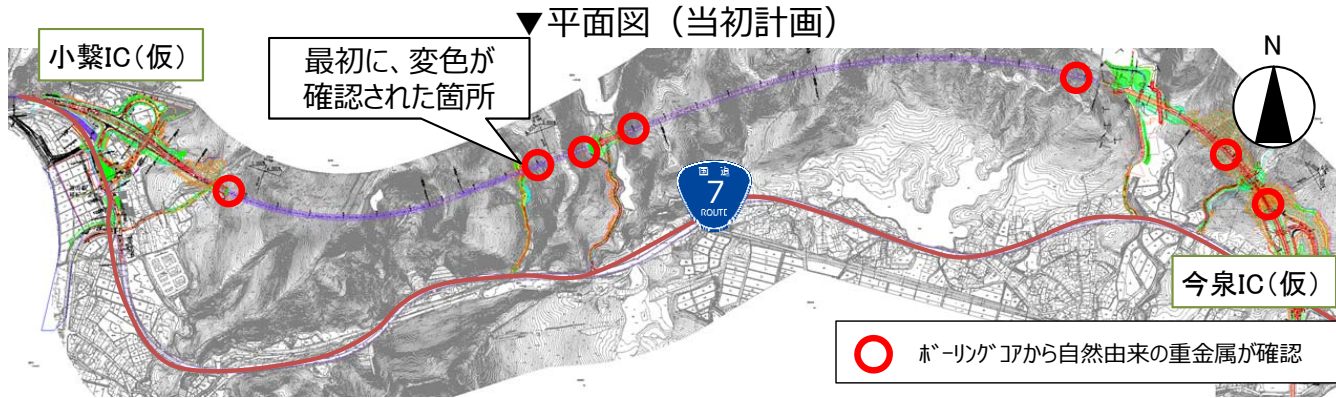 ▼平面図（当初計画）
小繋IC（仮）
最初に、変色が
確認された箇所
N
国道
7
ROUTE
今泉IC（仮）
ﾎﾞｰﾘﾝｸﾞｺｱから自然由来の重金属が確認